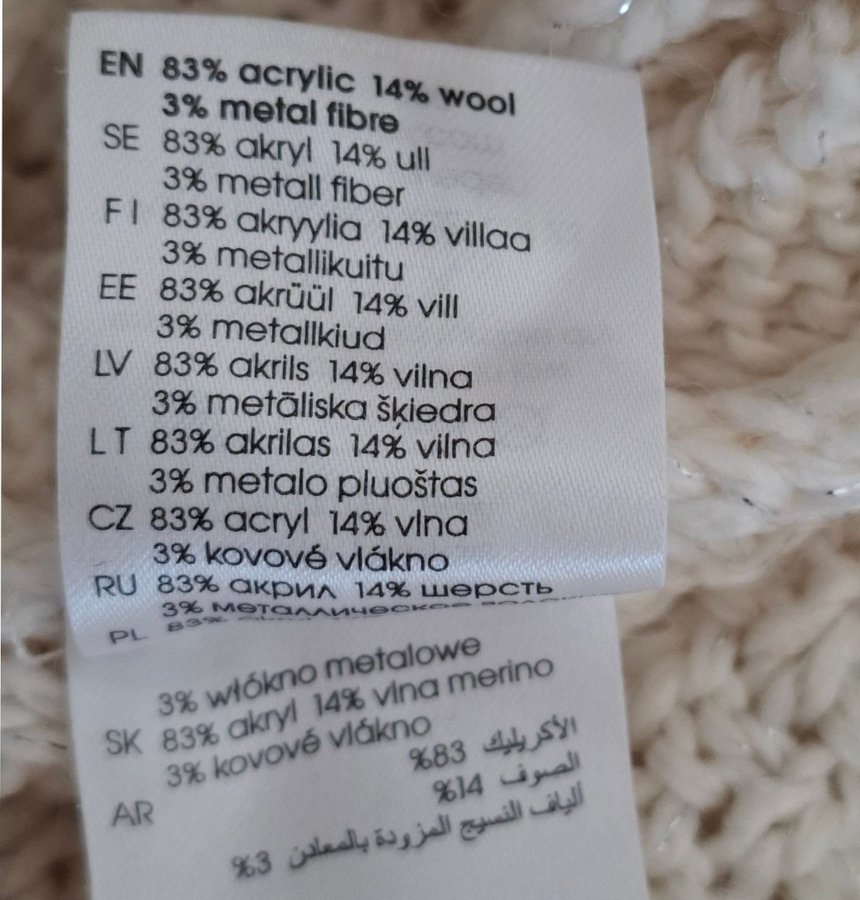 EN 83% acrylic 14% wool
3% metal fibre
SE 83% akryl 14% ull
3% metall fiber
FI 83% akryylia 14% villaa
3% metallikuitu
EE 83% akrüül 14% vill
3% metallkiud
LV 83% akrils 14% vilna
3% metāliska šķiedra
LT 83% akrilas 14% vilna
3% metalo pluoštas
CZ 83% acryl 14% vlna
3% kovové vlákno
RU 83% акрил 14% шерсть
3% металлическое
PL 83%
3% włókno metalowe
SK 83% akryl 14% vlna merino
3% kovové vlákno
AR الأكريليك 83%
الصوف 14%
ألياف النسيج المزودة بالمعادن 3%